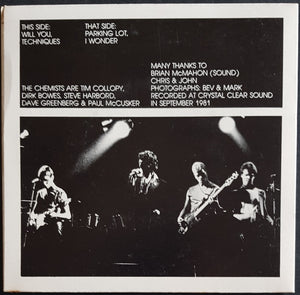 THIS SIDE:
WILL YOU,
TECHNIQUES
THAT SIDE:
PARKING LOT,
I WONDER
THE CHEMISTS ARE TIM COLLOPY,
DIRK BOWES, STEVE HARBORD,
DAVE GREENBERG & PAUL McCUSKER
MANY THANKS TO
BRIAN McMAHON (SOUND)
CHRIS & JOHN
PHOTOGRAPHS: BEV & MARK
RECORDED AT CRYSTAL CLEAR SOUND
IN SEPTEMBER 1981